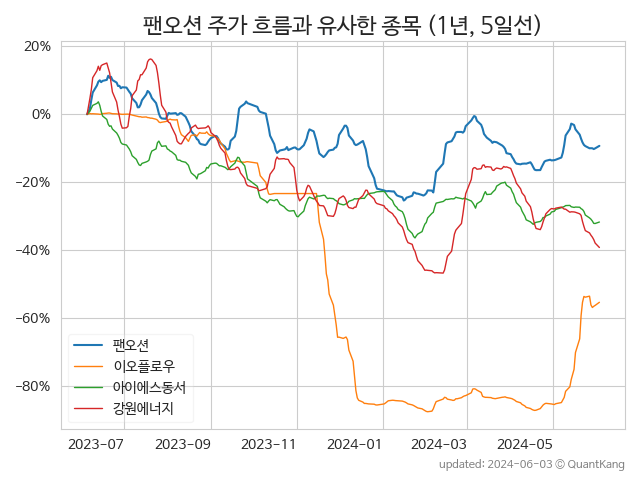 팬오션 주가 흐름과 유사한 종목 (1년, 5일선)
20%
0%
−20%
−40%
−60%
−80%
팬오션
이오플로우
아이에스동서
강원에너지
2023−07
2023−09
2023−11
2024−01
2024−03
2024−05
updated: 2024-06-03 © QuantKang